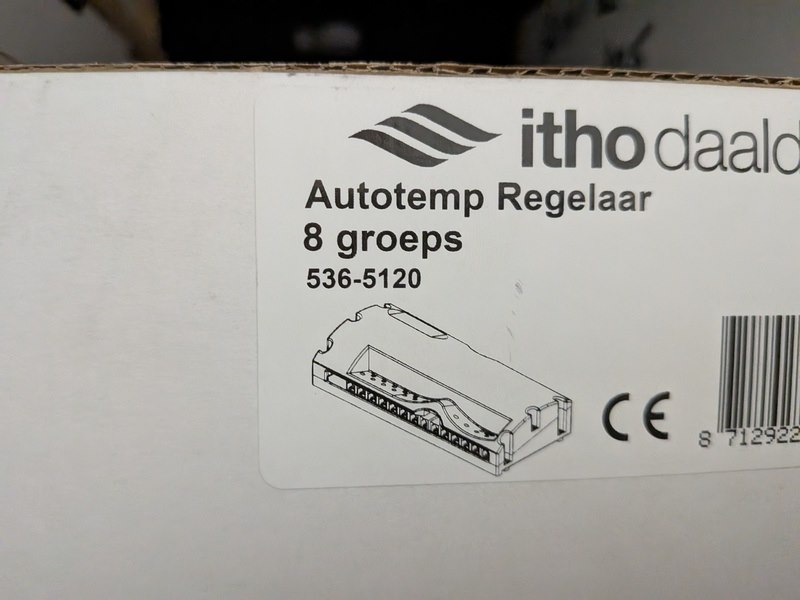 itho daald
Autotemp Regelaar
8 groeps
536-5120
CE
8 712922